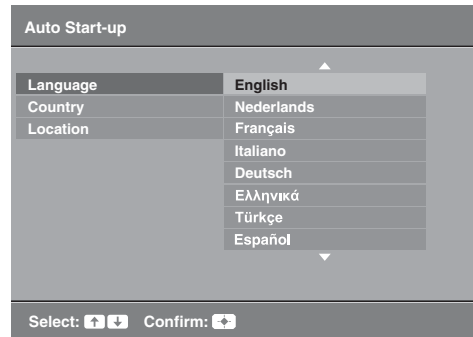 Auto Start-up
Language
English
Country
Nederlands
Location
Français
Italiano
Deutsch
Ελληνικά
Türkçe
Español
Select: Confirm: